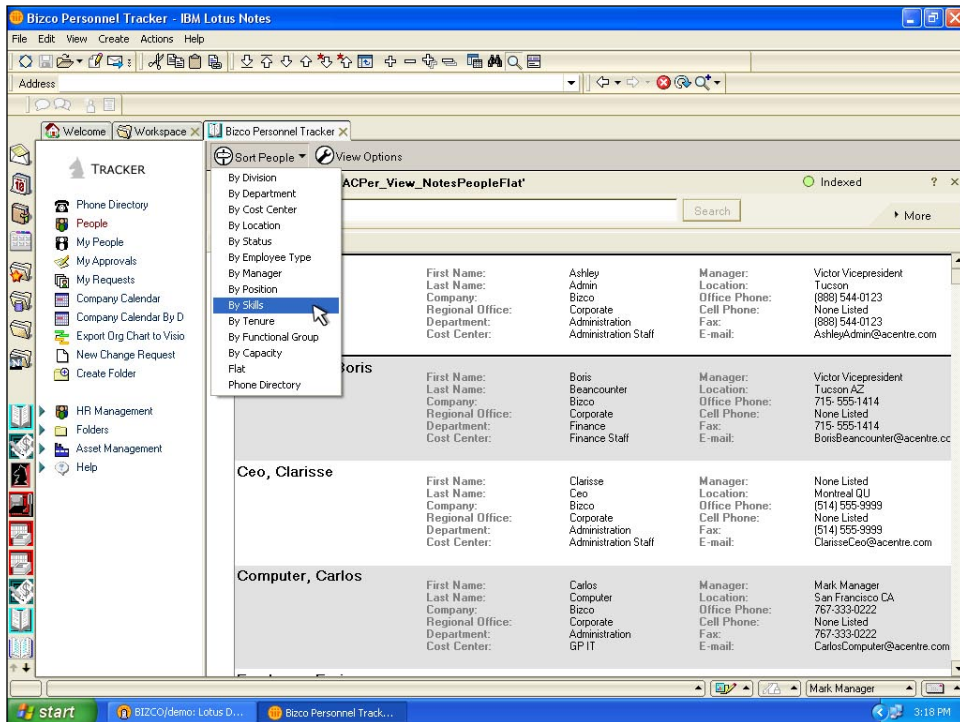 Bizco Personnel Tracker - IBM Lotus Notes
File Edit View Create Actions Help
Address
Welcome Workspace Bizco Personnel Tracker
TRACKER
Phone Directory
People
My People
My Approvals
My Requests
Company Calendar
Company Calendar By D
Export Org Chart to Visio
New Change Request
Create Folder
HR Management
Folders
Asset Management
Help
Sort People View Options
By Division
By Department
By Cost Center
By Location
By Status
By Employee Type
By Manager
By Position
By Skills
By Tenure
By Functional Group
By Capacity
Flat
Phone Directory
ACPer_View_NotesPeopleFlat' Indexed ? ×
Search More
First Name: Ashley Manager: Victor Vicepresident
Last Name: Admin Location: Tucson
Company: Bizco Office Phone: (888) 544-0123
Regional Office: Corporate Cell Phone: None Listed
Department: Administration Fax: (888) 544-0123
Cost Center: Administration Staff E-mail: AshleyAdmin@acentre.com
Boris
First Name: Boris Manager: Victor Vicepresident
Last Name: Beancounter Location: Tucson AZ
Company: Bizco Office Phone: 715- 555-1414
Regional Office: Corporate Cell Phone: None Listed
Department: Finance Fax: 715- 555-1414
Cost Center: Finance Staff E-mail: BorisBeancounter@acentre.cc
Ceo, Clarisse
First Name: Clarisse Manager: None Listed
Last Name: Ceo Location: Montreal QU
Company: Bizco Office Phone: (514) 555-9999
Regional Office: Corporate Cell Phone: None Listed
Department: Administration Fax: (514) 555-9999
Cost Center: Administration Staff E-mail: ClarisseCeo@acentre.com
Computer, Carlos
First Name: Carlos Manager: Mark Manager
Last Name: Computer Location: San Francisco CA
Company: Bizco Office Phone: 767-333-0222
Regional Office: Corporate Cell Phone: None Listed
Department: Administration Fax: 767-333-0222
Cost Center: GP IT E-mail: CarlosComputer@acentre.com
Mark Manager
start BIZCO/demo: Lotus D... Bizco Personnel Track... 3:18 PM